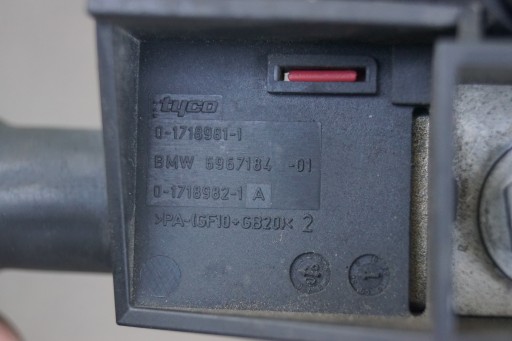 tyco
0-1718981-1
BMW 6967184 -01
0-1718982-1 A
>PA-(GF10+GB20)< 2